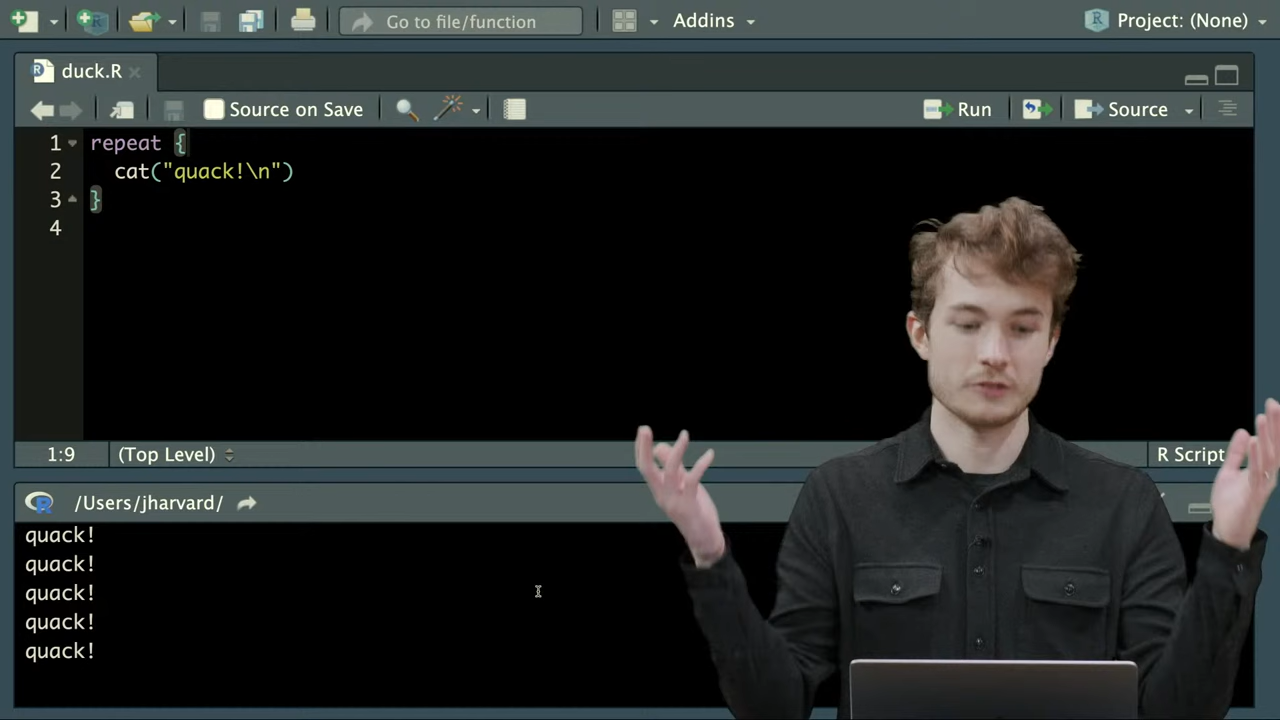 Go to file/function
Addins
Project: (None)
R
duck.R
Source on Save
Run
Source
1 repeat {
2 cat("quack!\n")
3 }
4
1:9
(Top Level)
R Script
R /Users/jharvard/
quack!
quack!
quack!
quack!
quack!